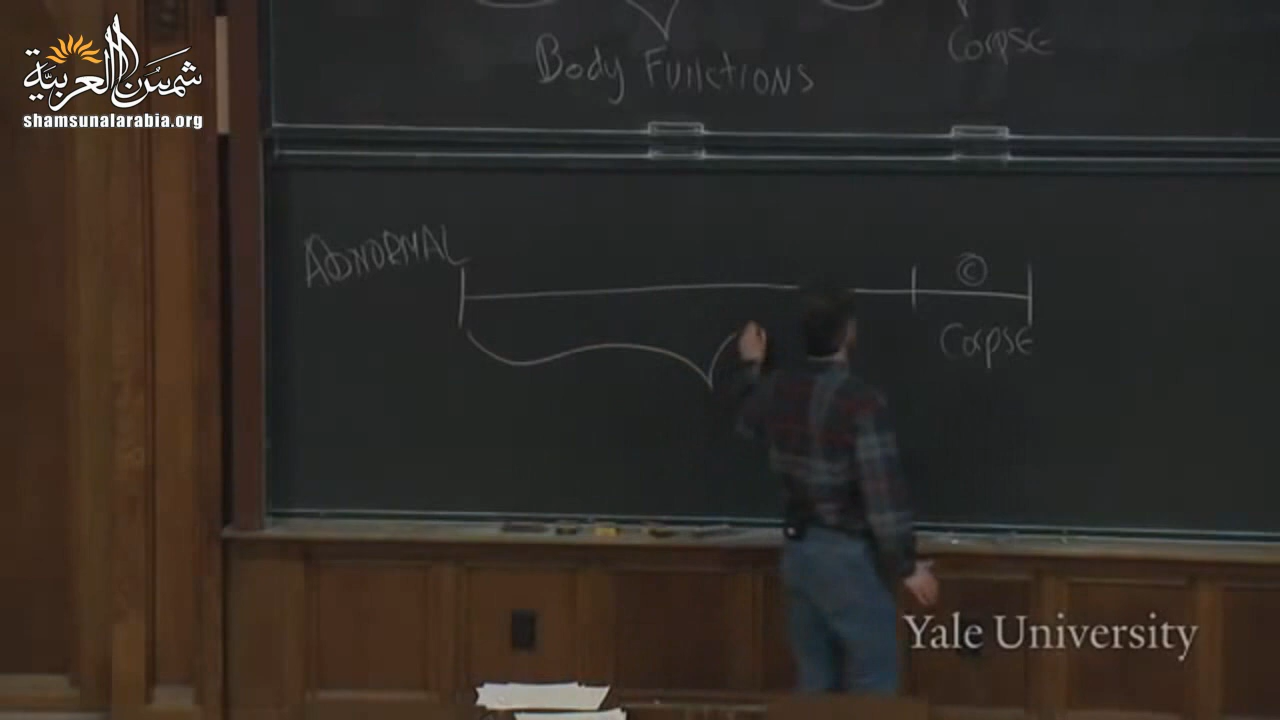 شمس العربية
shamsunalarabia.org
Body Functions
Corpse
ABNORMAL
C
Corpse
Yale University